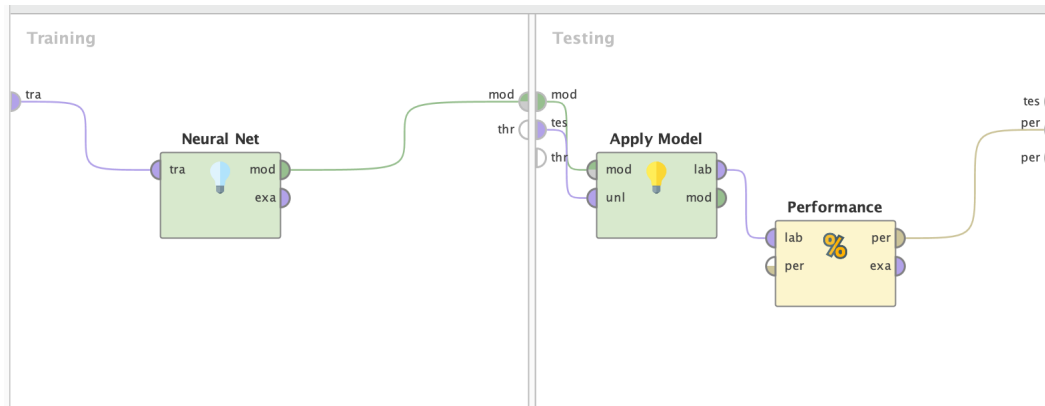 Training
tra
Neural Net
tra
mod
exa
mod
thr
Testing
mod
tes
thr
Apply Model
mod
lab
unl
mod
Performance
lab
per
%
per
exa
tes
per
per